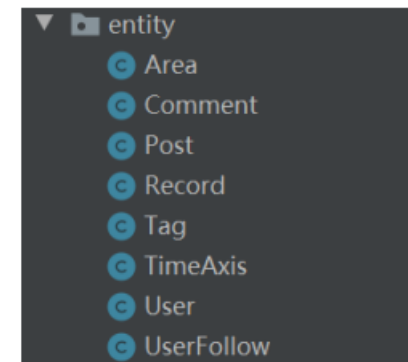 entity
C Area
C Comment
C Post
C Record
C Tag
C TimeAxis
C User
C UserFollow